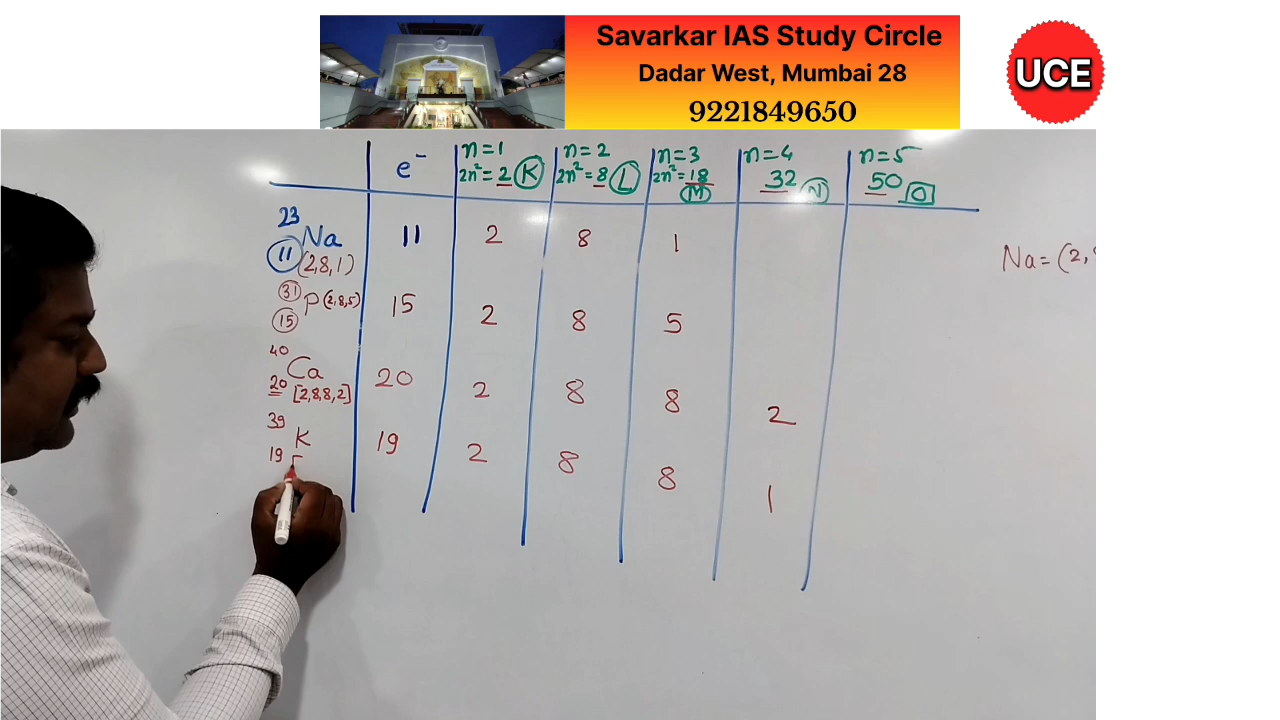 Savarkar IAS Study Circle
Dadar West, Mumbai 28
9221849650
UCE
e⁻
n=1
2n²=2 K
n=2
2n²=8 L
n=3
2n²=18
M
n=4
32 N
n=5
50 O
23
11 Na 11 2 8 1
(2,8,1)
Na=(2,
31
15 P(2,8,5) 15 2 8 5
40
20 Ca 20 2 8 8 2
[2,8,8,2]
39
19 K 19 2 8 8 1
[